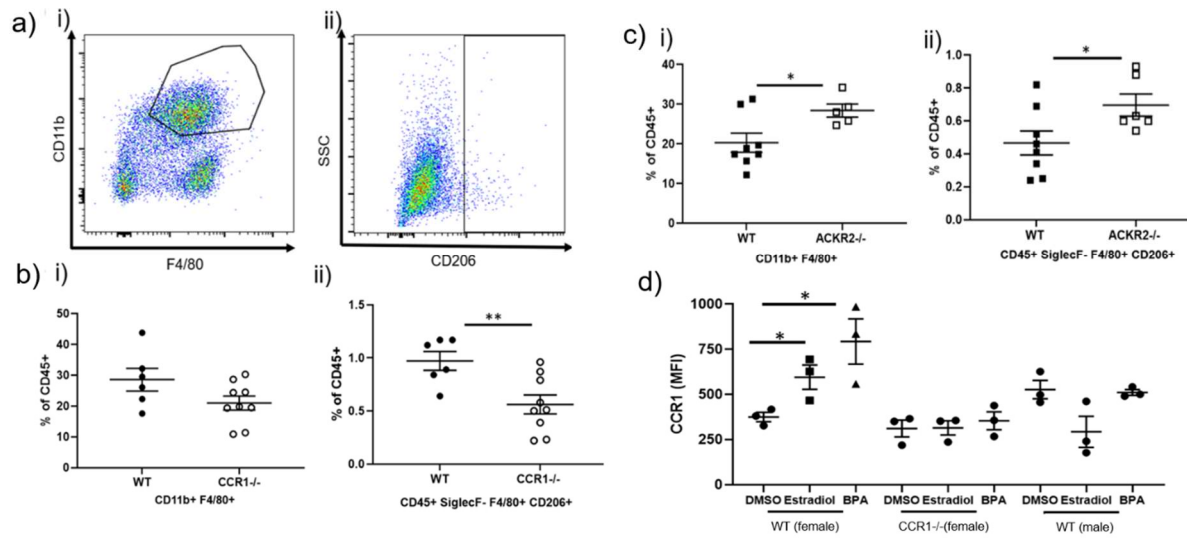 a)
i)
CD11b
F4/80
ii)
SSC
CD206
b)
i)
% of CD45+
50
40
30
20
10
0
WT
CCR1-/-
CD11b+ F4/80+
ii)
% of CD45+
1.5
1.0
0.5
0.0
**
WT
CCR1-/-
CD45+ SiglecF- F4/80+ CD206+
c)
i)
% of CD45+
40
30
20
10
0
*
WT
ACKR2-/-
CD11b+ F4/80+
ii)
% of CD45+
1.0
0.8
0.6
0.4
0.2
0.0
*
WT
ACKR2-/-
CD45+ SiglecF- F4/80+ CD206+
d)
CCR1 (MFI)
1000
750
500
250
0
*
*
DMSO Estradiol BPA DMSO Estradiol BPA DMSO Estradiol BPA
WT (female) CCR1-/-(female) WT (male)